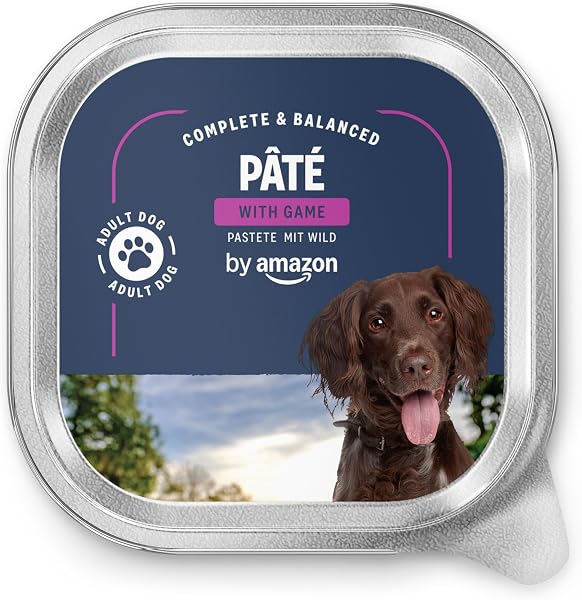 COMPLETE & BALANCED
PÂTÉ
WITH GAME
PASTETE MIT WILD
by amazon
ADULT DOG
ADULT DOG